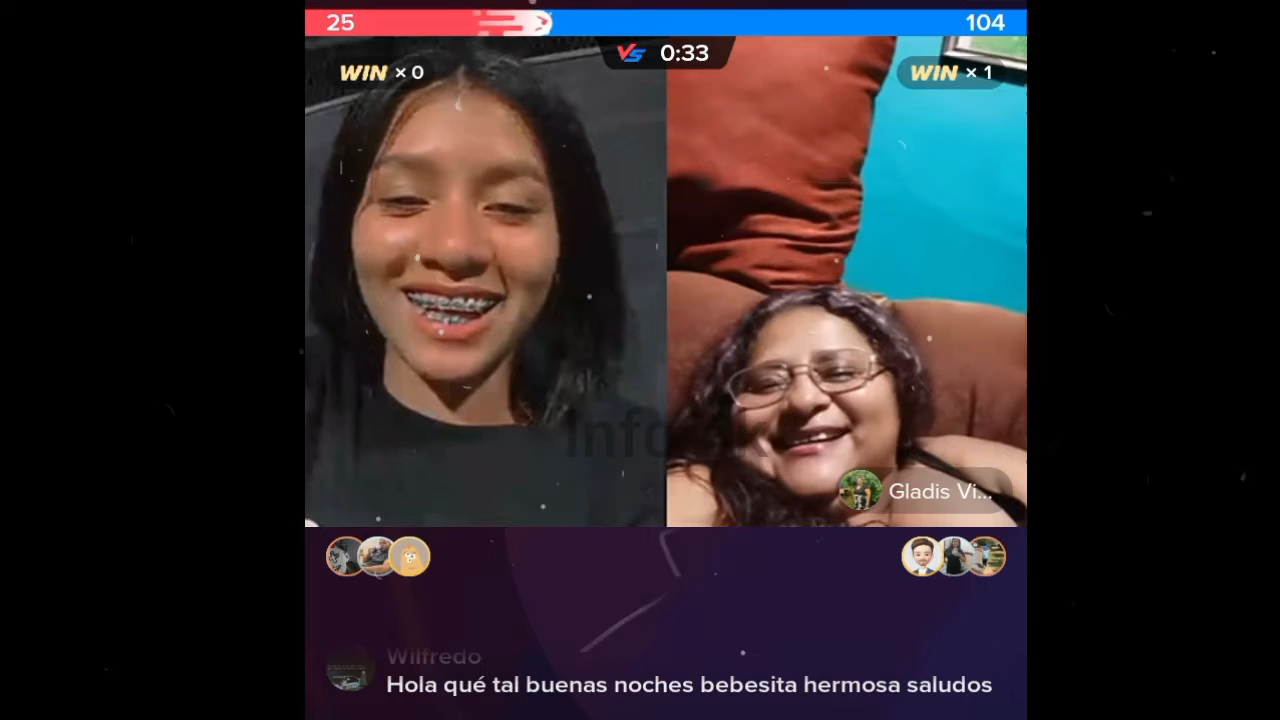 25
104
VS 0:33
WIN × 0
WIN × 1
Gladis Vi...
Wilfredo
Hola qué tal buenas noches bebesita hermosa saludos